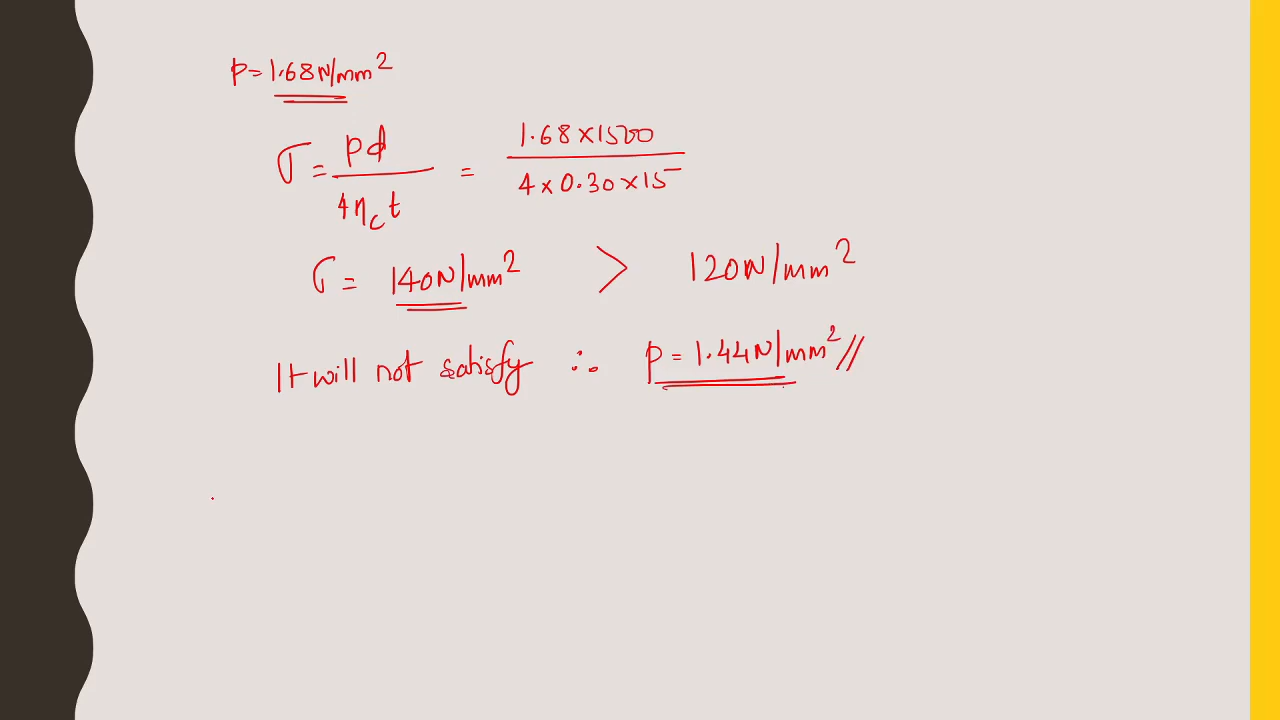 p = 1.68 N/mm²
σ = pd / 4η_c t = 1.68 × 1500 / 4 × 0.30 × 15
σ = 140 N/mm² > 120 N/mm²
It will not satisfy ∴ p = 1.44 N/mm² //